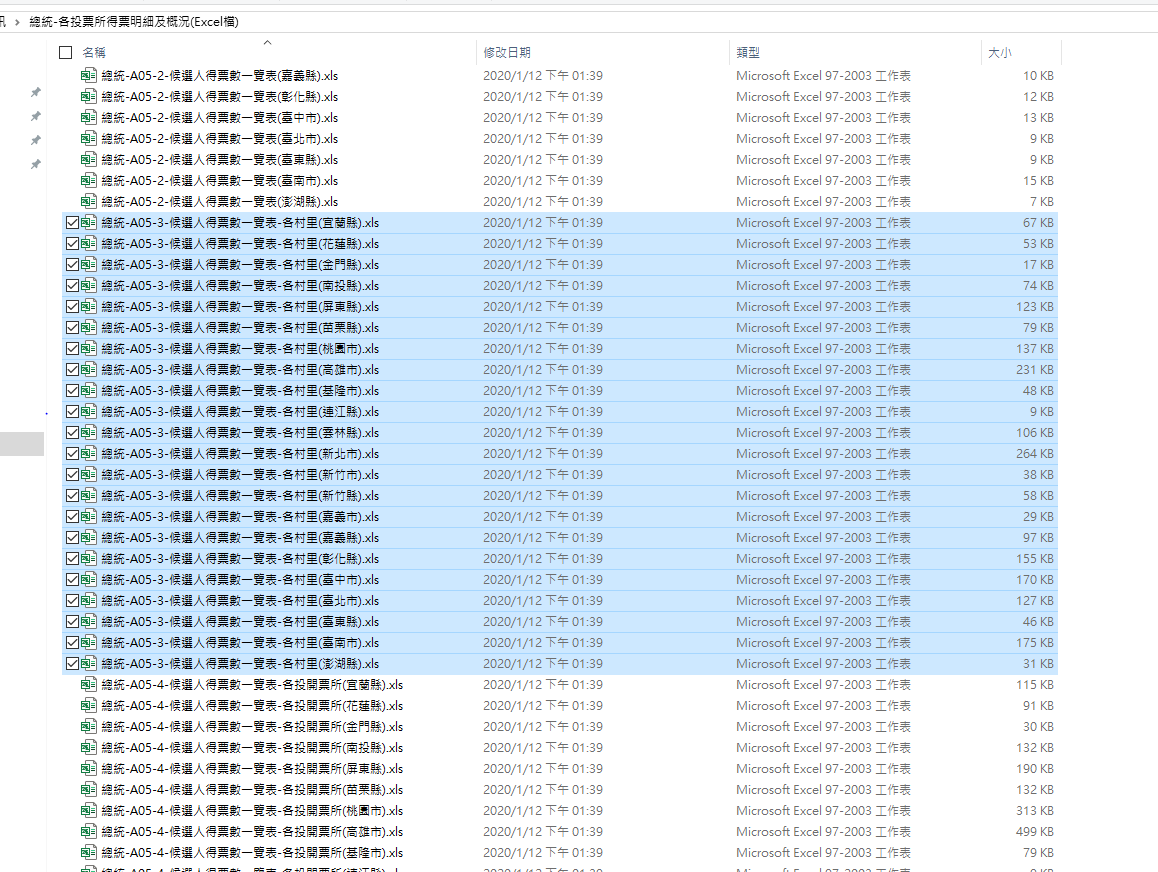 訊 › 總統-各投票所得票明細及概況(Excel檔)
名稱 修改日期 類型 大小
總統-A05-2-候選人得票數一覽表(嘉義縣).xls 2020/1/12 下午 01:39 Microsoft Excel 97-2003 工作表 10 KB
總統-A05-2-候選人得票數一覽表(彰化縣).xls 2020/1/12 下午 01:39 Microsoft Excel 97-2003 工作表 12 KB
總統-A05-2-候選人得票數一覽表(臺中市).xls 2020/1/12 下午 01:39 Microsoft Excel 97-2003 工作表 13 KB
總統-A05-2-候選人得票數一覽表(臺北市).xls 2020/1/12 下午 01:39 Microsoft Excel 97-2003 工作表 9 KB
總統-A05-2-候選人得票數一覽表(臺東縣).xls 2020/1/12 下午 01:39 Microsoft Excel 97-2003 工作表 9 KB
總統-A05-2-候選人得票數一覽表(臺南市).xls 2020/1/12 下午 01:39 Microsoft Excel 97-2003 工作表 15 KB
總統-A05-2-候選人得票數一覽表(澎湖縣).xls 2020/1/12 下午 01:39 Microsoft Excel 97-2003 工作表 7 KB
總統-A05-3-候選人得票數一覽表-各村里(宜蘭縣).xls 2020/1/12 下午 01:39 Microsoft Excel 97-2003 工作表 67 KB
總統-A05-3-候選人得票數一覽表-各村里(花蓮縣).xls 2020/1/12 下午 01:39 Microsoft Excel 97-2003 工作表 53 KB
總統-A05-3-候選人得票數一覽表-各村里(金門縣).xls 2020/1/12 下午 01:39 Microsoft Excel 97-2003 工作表 17 KB
總統-A05-3-候選人得票數一覽表-各村里(南投縣).xls 2020/1/12 下午 01:39 Microsoft Excel 97-2003 工作表 74 KB
總統-A05-3-候選人得票數一覽表-各村里(屏東縣).xls 2020/1/12 下午 01:39 Microsoft Excel 97-2003 工作表 123 KB
總統-A05-3-候選人得票數一覽表-各村里(苗栗縣).xls 2020/1/12 下午 01:39 Microsoft Excel 97-2003 工作表 79 KB
總統-A05-3-候選人得票數一覽表-各村里(桃園市).xls 2020/1/12 下午 01:39 Microsoft Excel 97-2003 工作表 137 KB
總統-A05-3-候選人得票數一覽表-各村里(高雄市).xls 2020/1/12 下午 01:39 Microsoft Excel 97-2003 工作表 231 KB
總統-A05-3-候選人得票數一覽表-各村里(基隆市).xls 2020/1/12 下午 01:39 Microsoft Excel 97-2003 工作表 48 KB
總統-A05-3-候選人得票數一覽表-各村里(連江縣).xls 2020/1/12 下午 01:39 Microsoft Excel 97-2003 工作表 9 KB
總統-A05-3-候選人得票數一覽表-各村里(雲林縣).xls 2020/1/12 下午 01:39 Microsoft Excel 97-2003 工作表 106 KB
總統-A05-3-候選人得票數一覽表-各村里(新北市).xls 2020/1/12 下午 01:39 Microsoft Excel 97-2003 工作表 264 KB
總統-A05-3-候選人得票數一覽表-各村里(新竹市).xls 2020/1/12 下午 01:39 Microsoft Excel 97-2003 工作表 38 KB
總統-A05-3-候選人得票數一覽表-各村里(新竹縣).xls 2020/1/12 下午 01:39 Microsoft Excel 97-2003 工作表 58 KB
總統-A05-3-候選人得票數一覽表-各村里(嘉義市).xls 2020/1/12 下午 01:39 Microsoft Excel 97-2003 工作表 29 KB
總統-A05-3-候選人得票數一覽表-各村里(嘉義縣).xls 2020/1/12 下午 01:39 Microsoft Excel 97-2003 工作表 97 KB
總統-A05-3-候選人得票數一覽表-各村里(彰化縣).xls 2020/1/12 下午 01:39 Microsoft Excel 97-2003 工作表 155 KB
總統-A05-3-候選人得票數一覽表-各村里(臺中市).xls 2020/1/12 下午 01:39 Microsoft Excel 97-2003 工作表 170 KB
總統-A05-3-候選人得票數一覽表-各村里(臺北市).xls 2020/1/12 下午 01:39 Microsoft Excel 97-2003 工作表 127 KB
總統-A05-3-候選人得票數一覽表-各村里(臺東縣).xls 2020/1/12 下午 01:39 Microsoft Excel 97-2003 工作表 46 KB
總統-A05-3-候選人得票數一覽表-各村里(臺南市).xls 2020/1/12 下午 01:39 Microsoft Excel 97-2003 工作表 175 KB
總統-A05-3-候選人得票數一覽表-各村里(澎湖縣).xls 2020/1/12 下午 01:39 Microsoft Excel 97-2003 工作表 31 KB
總統-A05-4-候選人得票數一覽表-各投開票所(宜蘭縣).xls 2020/1/12 下午 01:39 Microsoft Excel 97-2003 工作表 115 KB
總統-A05-4-候選人得票數一覽表-各投開票所(花蓮縣).xls 2020/1/12 下午 01:39 Microsoft Excel 97-2003 工作表 91 KB
總統-A05-4-候選人得票數一覽表-各投開票所(金門縣).xls 2020/1/12 下午 01:39 Microsoft Excel 97-2003 工作表 30 KB
總統-A05-4-候選人得票數一覽表-各投開票所(南投縣).xls 2020/1/12 下午 01:39 Microsoft Excel 97-2003 工作表 132 KB
總統-A05-4-候選人得票數一覽表-各投開票所(屏東縣).xls 2020/1/12 下午 01:39 Microsoft Excel 97-2003 工作表 190 KB
總統-A05-4-候選人得票數一覽表-各投開票所(苗栗縣).xls 2020/1/12 下午 01:39 Microsoft Excel 97-2003 工作表 132 KB
總統-A05-4-候選人得票數一覽表-各投開票所(桃園市).xls 2020/1/12 下午 01:39 Microsoft Excel 97-2003 工作表 313 KB
總統-A05-4-候選人得票數一覽表-各投開票所(高雄市).xls 2020/1/12 下午 01:39 Microsoft Excel 97-2003 工作表 499 KB
總統-A05-4-候選人得票數一覽表-各投開票所(基隆市).xls 2020/1/12 下午 01:39 Microsoft Excel 97-2003 工作表 79 KB